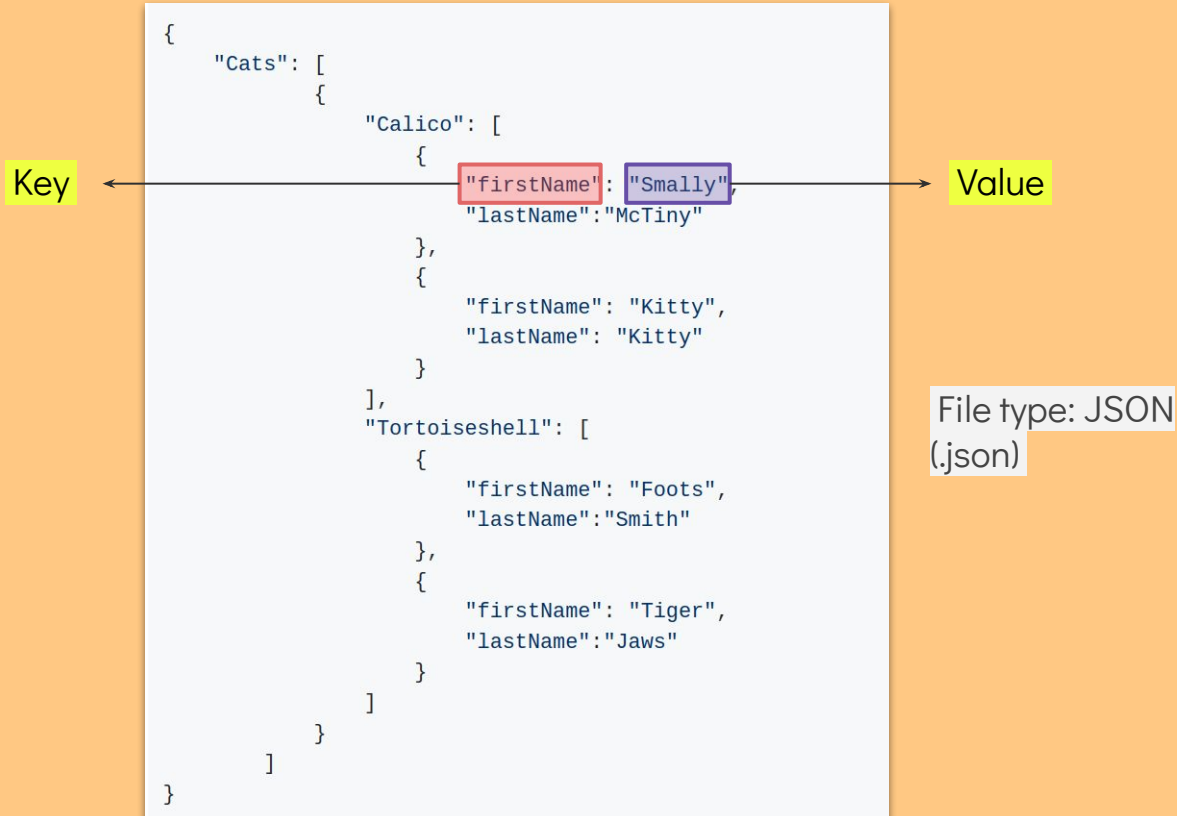 {
"Cats": [
{
"Calico": [
{
Key
"firstName": "Smally",
Value
"lastName":"McTiny"
},
{
"firstName": "Kitty",
"lastName": "Kitty"
}
],
File type: JSON
"Tortoiseshell": [
(.json)
{
"firstName": "Foots",
"lastName":"Smith"
},
{
"firstName": "Tiger",
"lastName":"Jaws"
}
]
}
]
}